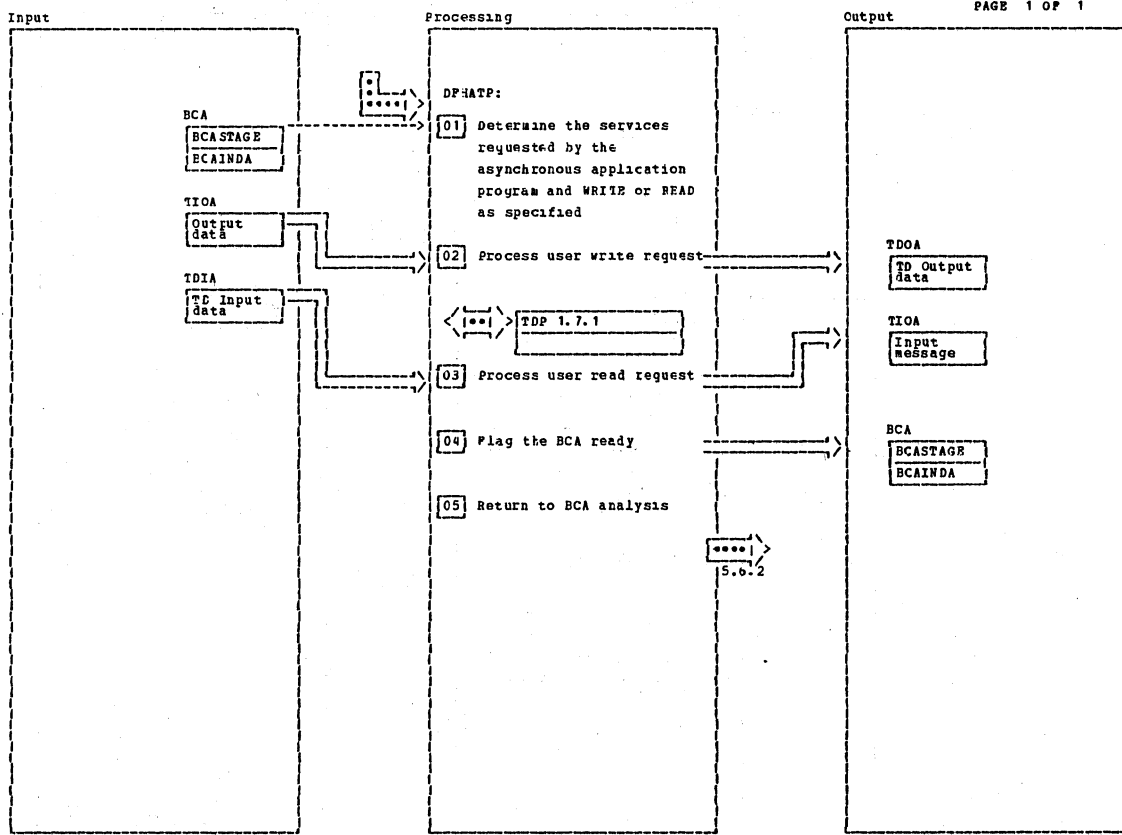 PAGE 1 OF 1
Input
Processing
Output
DFHATP:
BCA
BCASTAGE
BCAINDA
01 Determine the services
requested by the
asynchronous application
program and WRITE or READ
as specified
TIOA
Output
data
02 Process user write request
TDOA
TD Output
data
TDIA
TD Input
data
TDP 1.7.1
TIOA
Input
message
03 Process user read request
04 Flag the BCA ready
BCA
BCASTAGE
BCAINDA
05 Return to BCA analysis
5.6.2